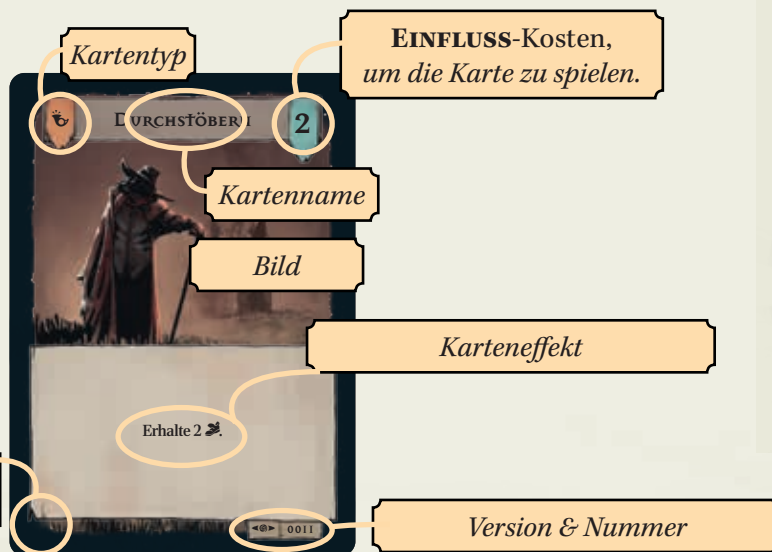 Kartentyp
EINFLUSS-Kosten,
um die Karte zu spielen.
DURCHSTÖBERN
2
Kartenname
Bild
Karteneffekt
Erhalte 2
0011
Version & Nummer